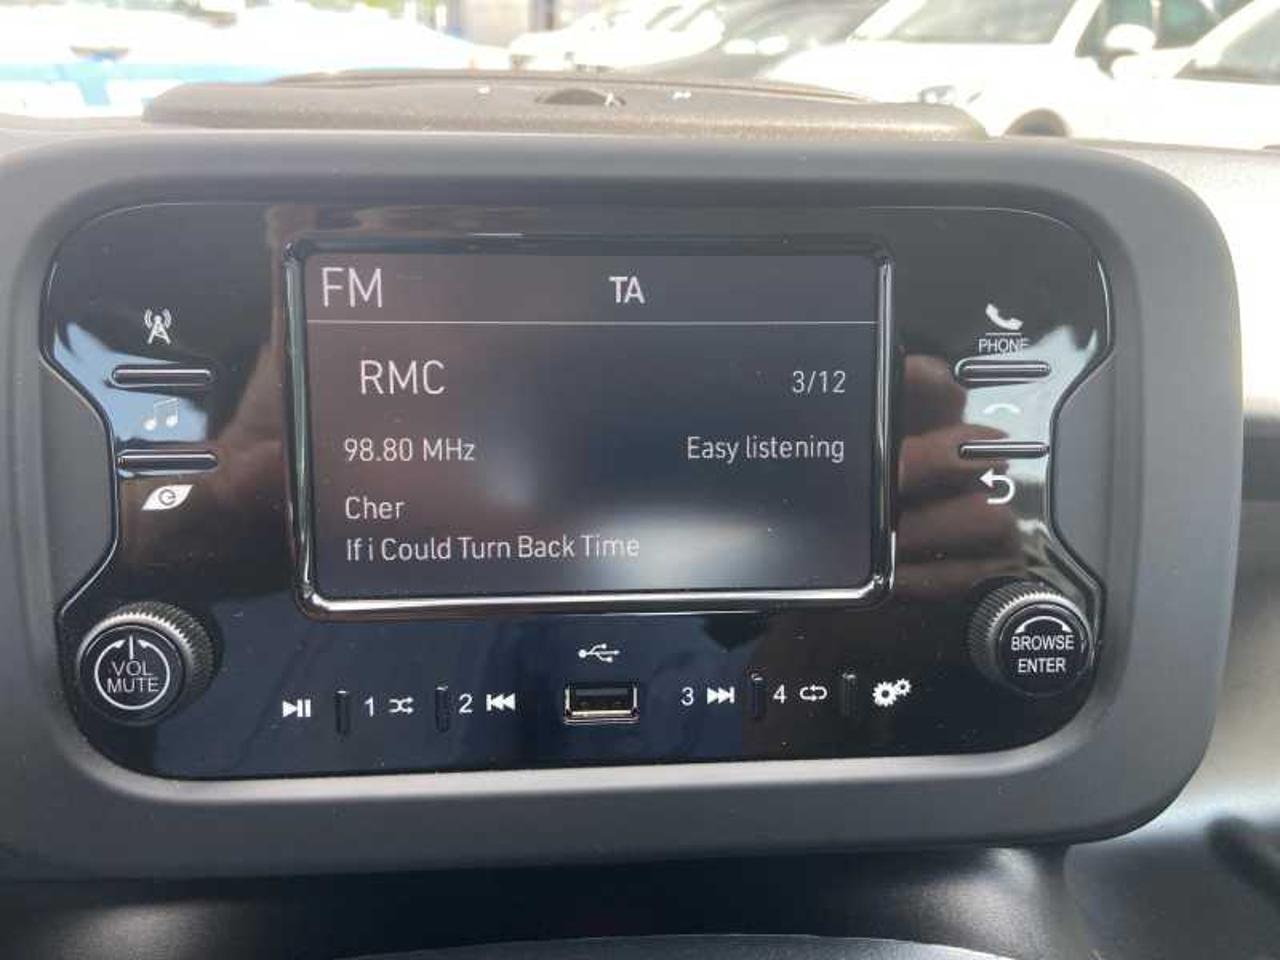 FM TA
RMC 3/12
98.80 MHz Easy listening
Cher
If i Could Turn Back Time
PHONE
VOL
MUTE
BROWSE
ENTER
1 2 3 4